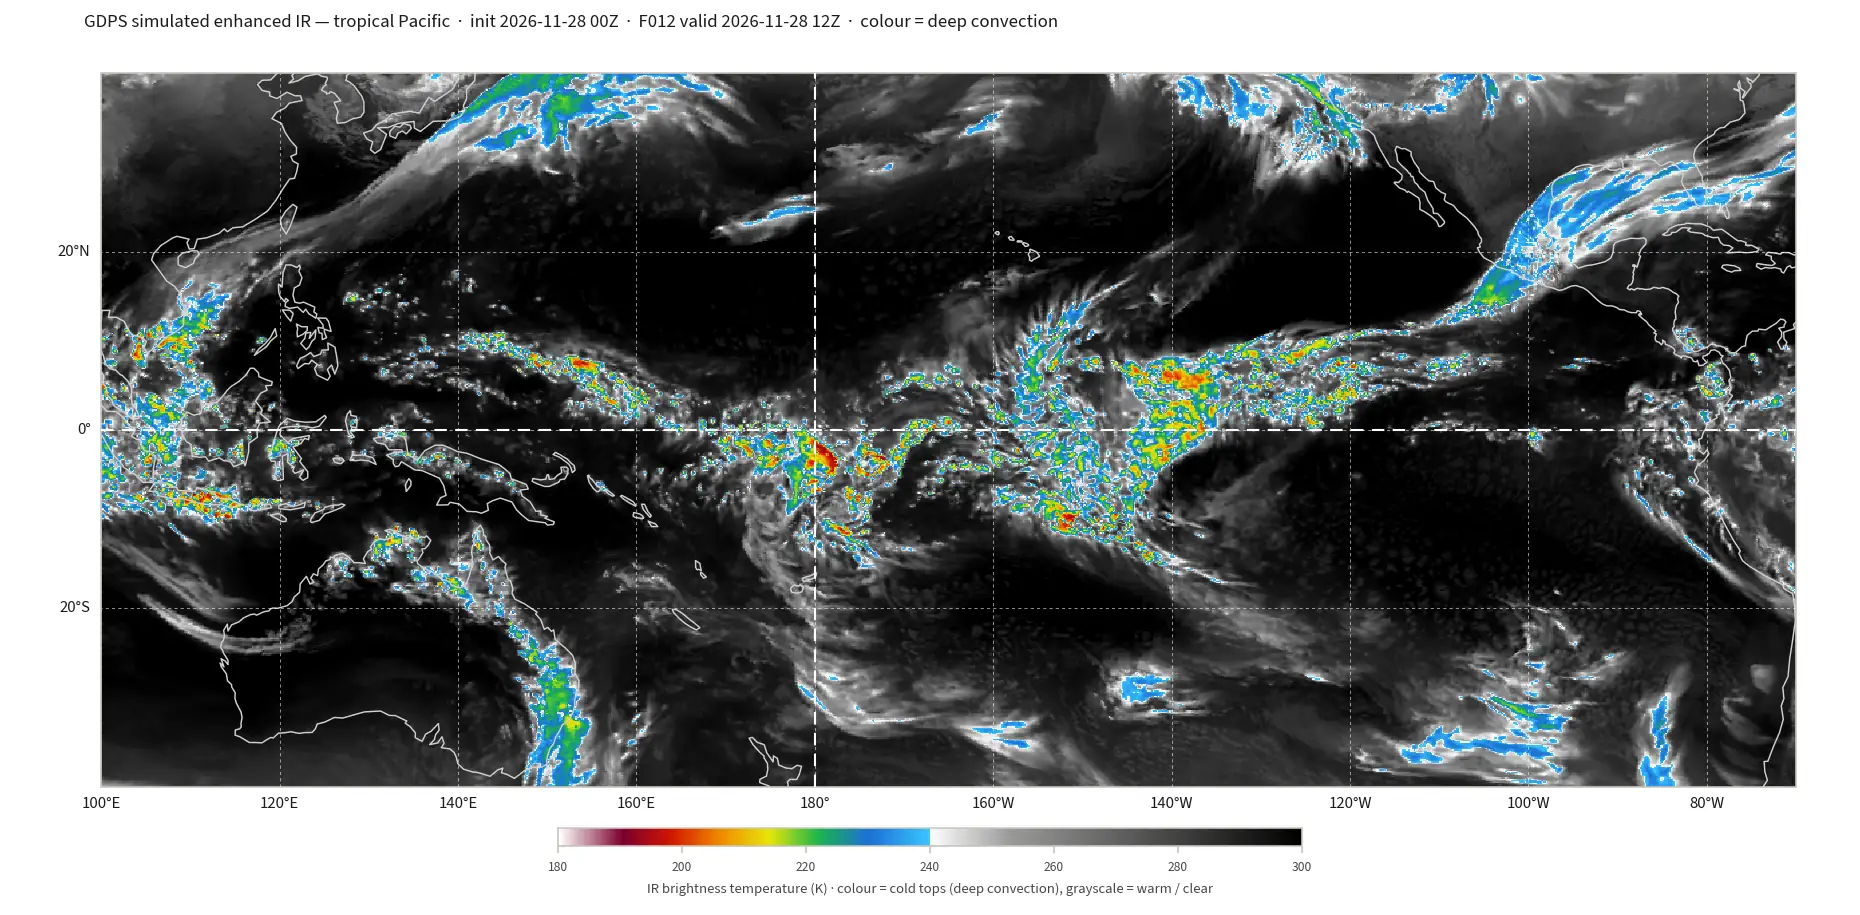 GDPS simulated enhanced IR — tropical Pacific · init 2026-11-28 00Z · F012 valid 2026-11-28 12Z · colour = deep convection
20°N
0°
20°S
100°E 120°E 140°E 160°E 180° 160°W 140°W 120°W 100°W 80°W
180 200 220 240 260 280 300
IR brightness temperature (K) · colour = cold tops (deep convection), grayscale = warm / clear